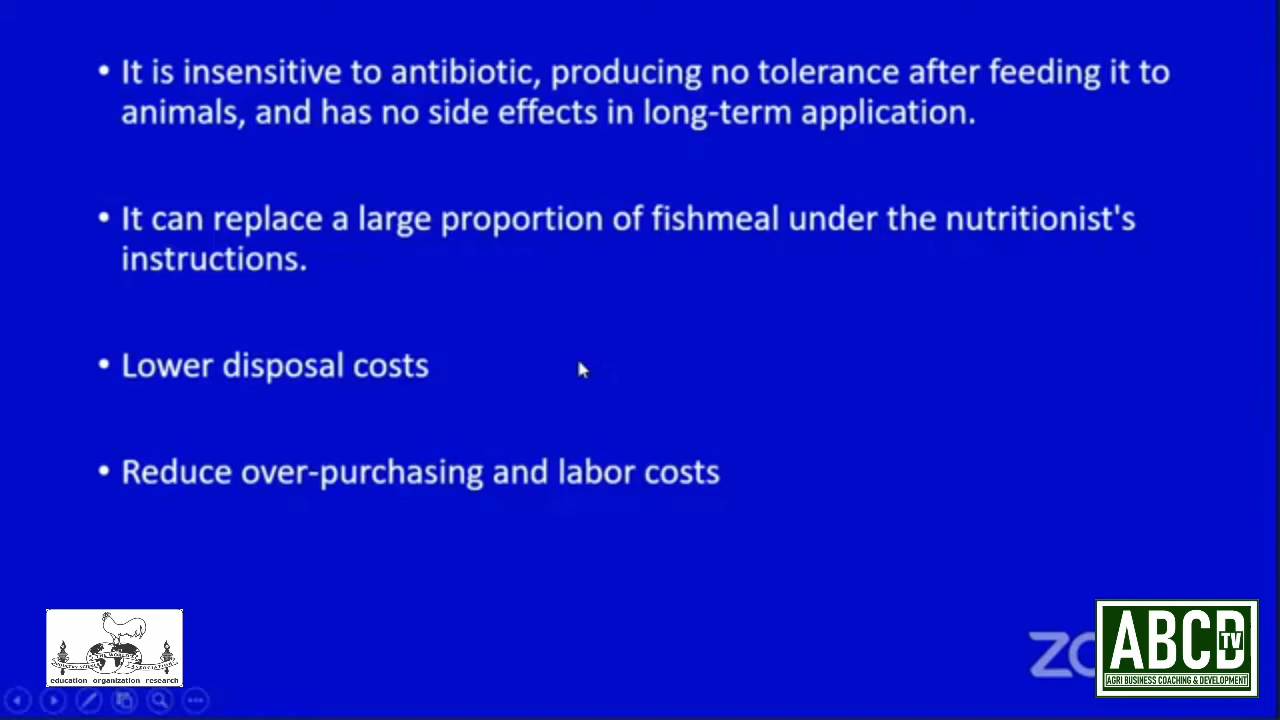 • It is insensitive to antibiotic, producing no tolerance after feeding it to
animals, and has no side effects in long-term application.
• It can replace a large proportion of fishmeal under the nutritionist's
instructions.
• Lower disposal costs
• Reduce over-purchasing and labor costs
education organization research
ABCD TV
AGRI BUSINESS COACHING & DEVELOPMENT